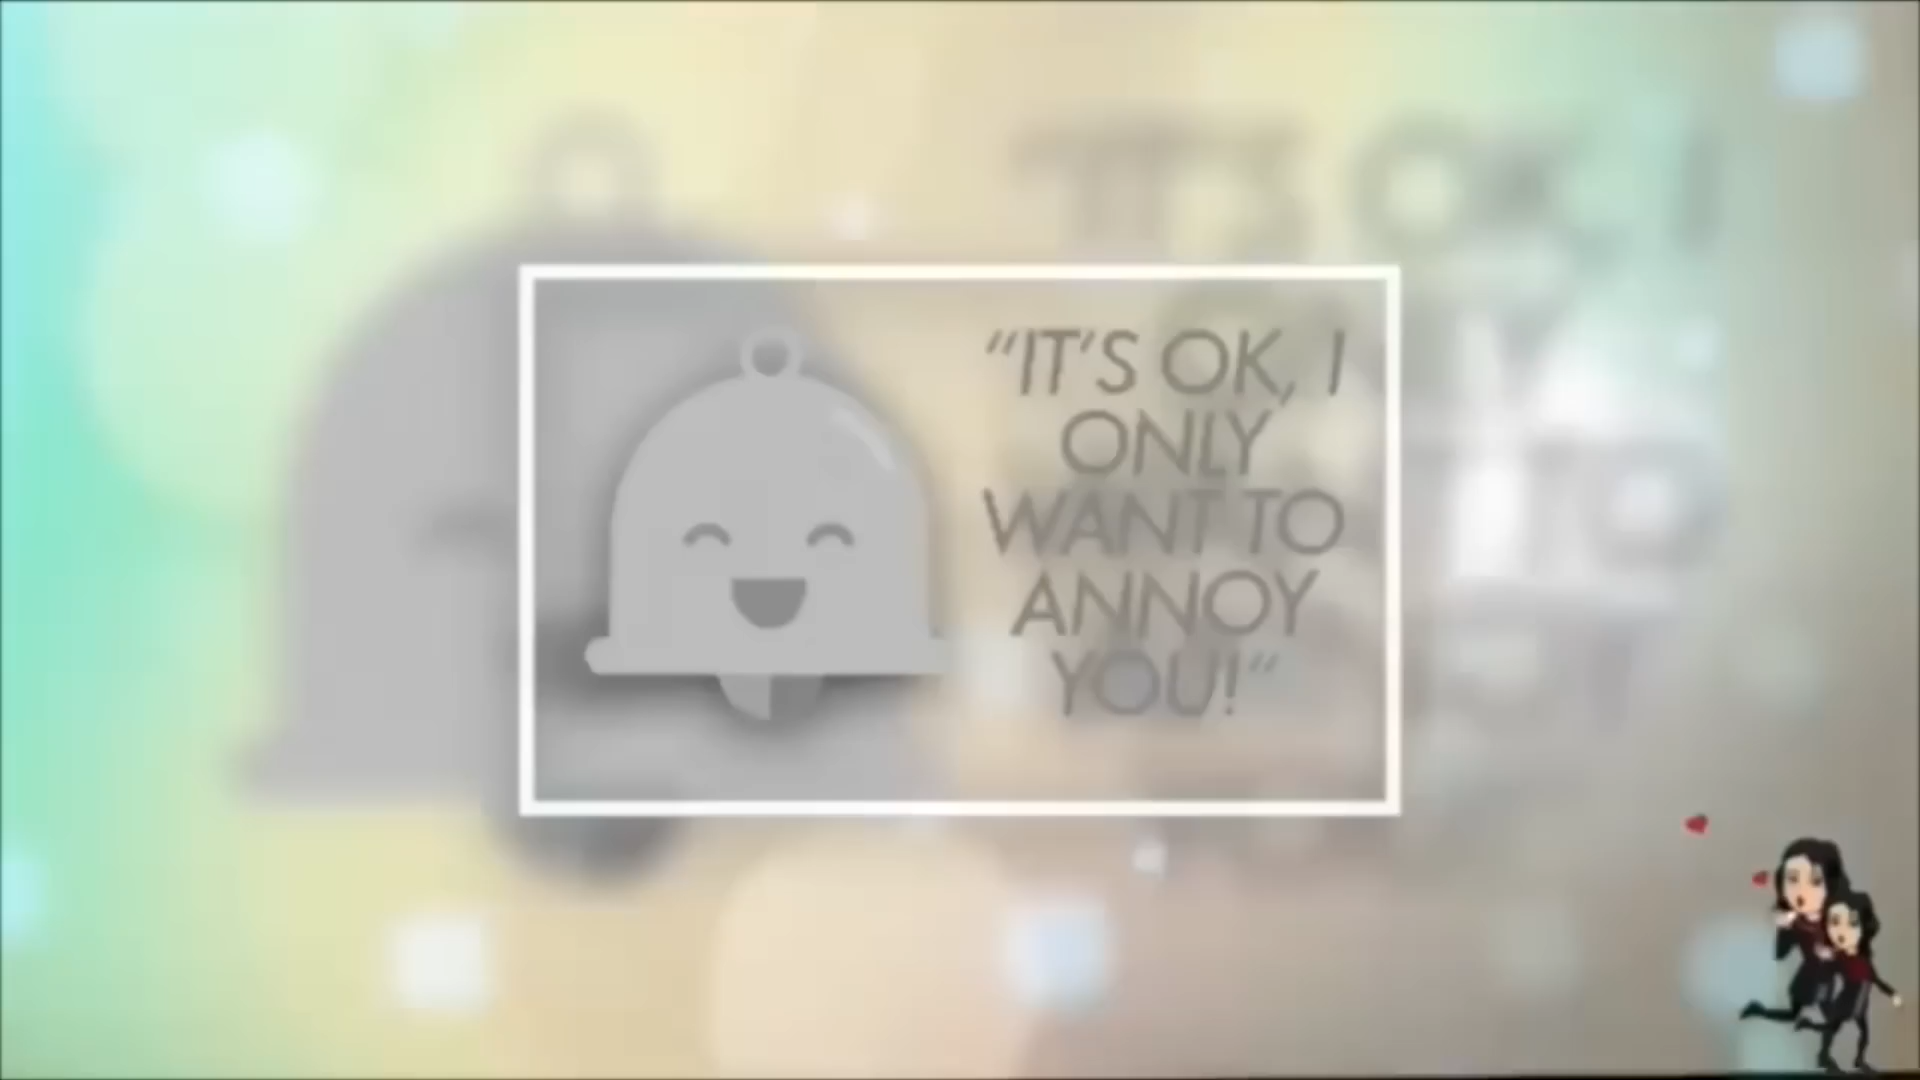 “IT’S OK, I
ONLY
WANT TO
ANNOY
YOU!“